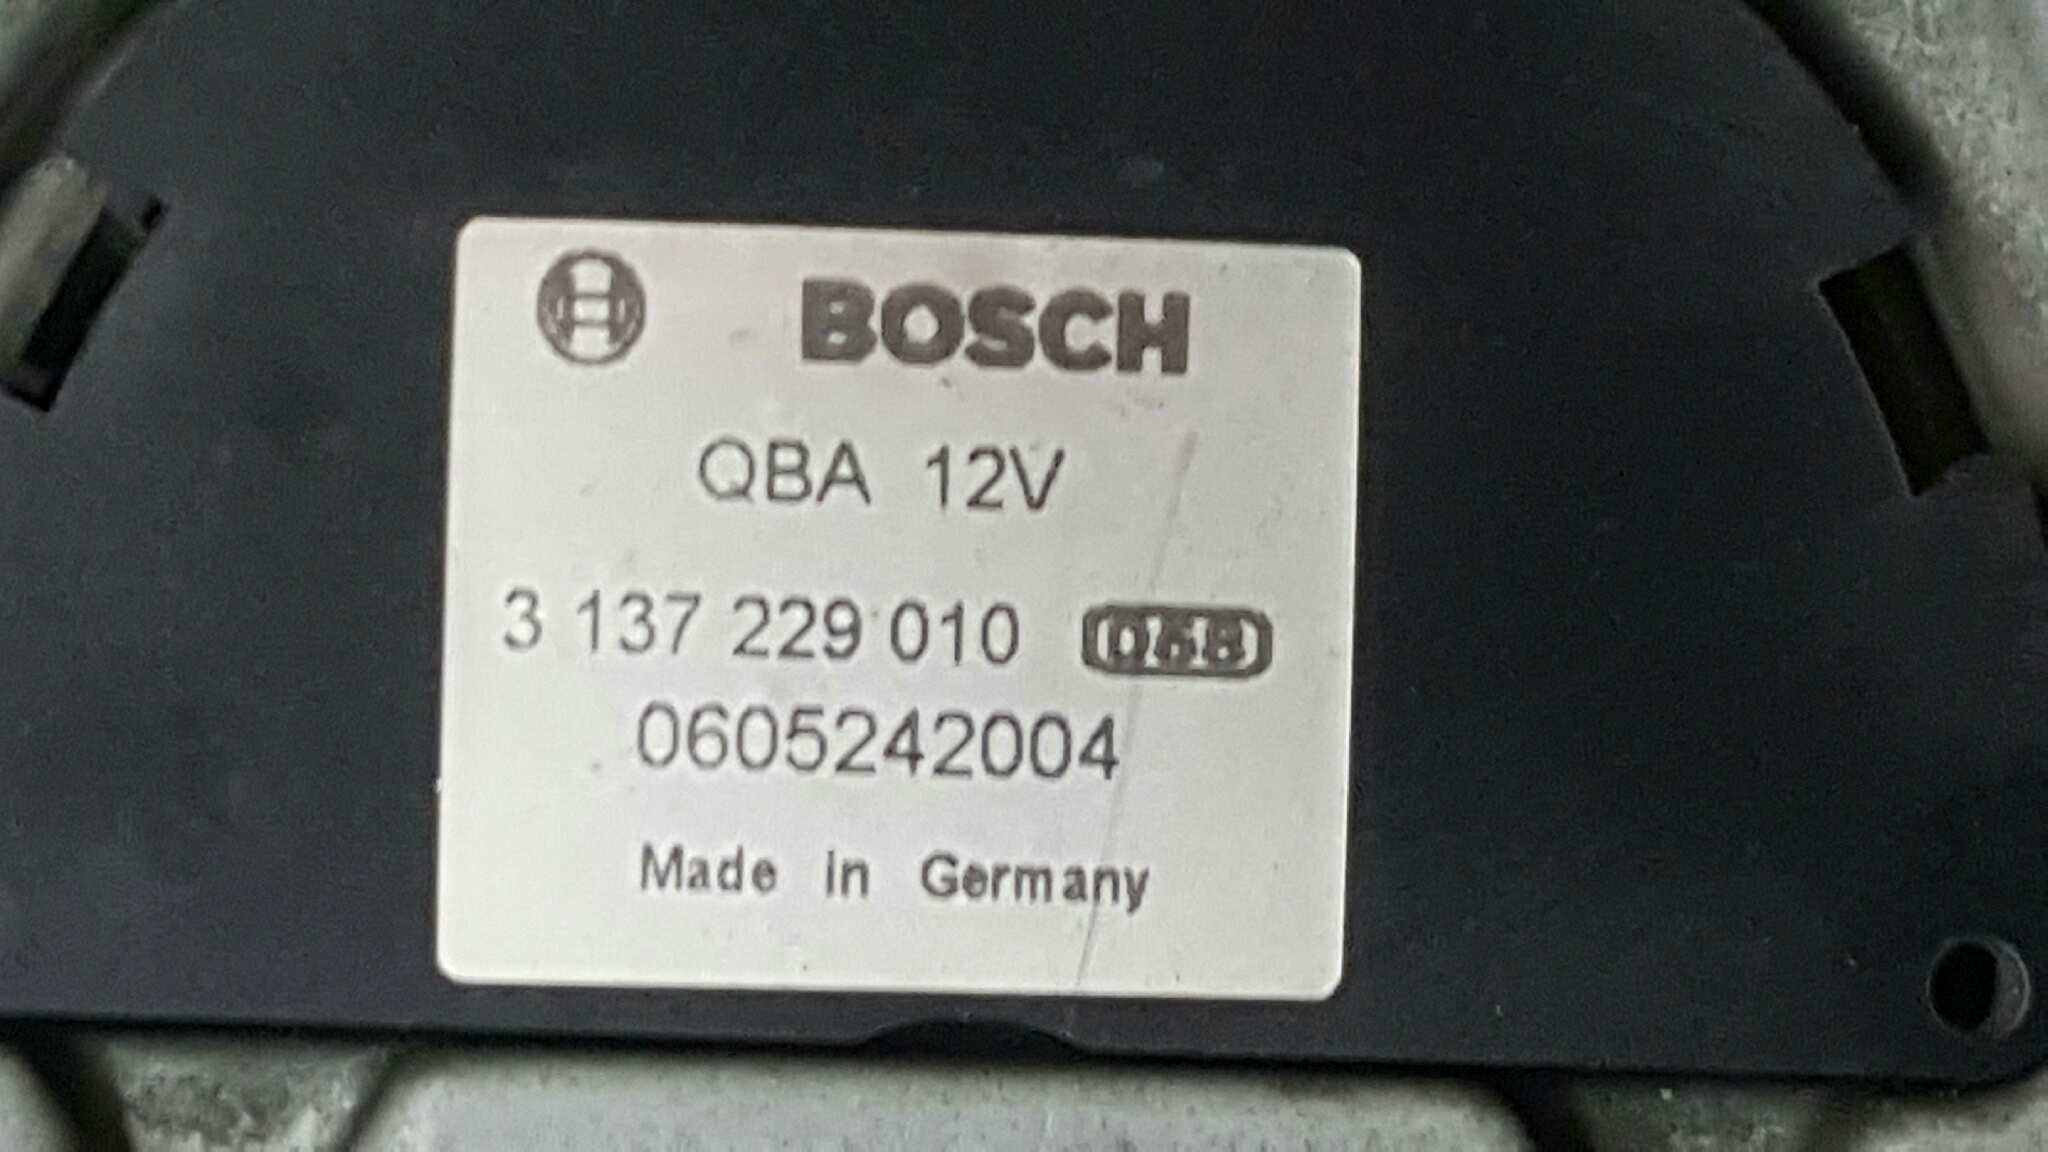 BOSCH
QBA 12V
3 137 229 010
0605242004
Made in Germany